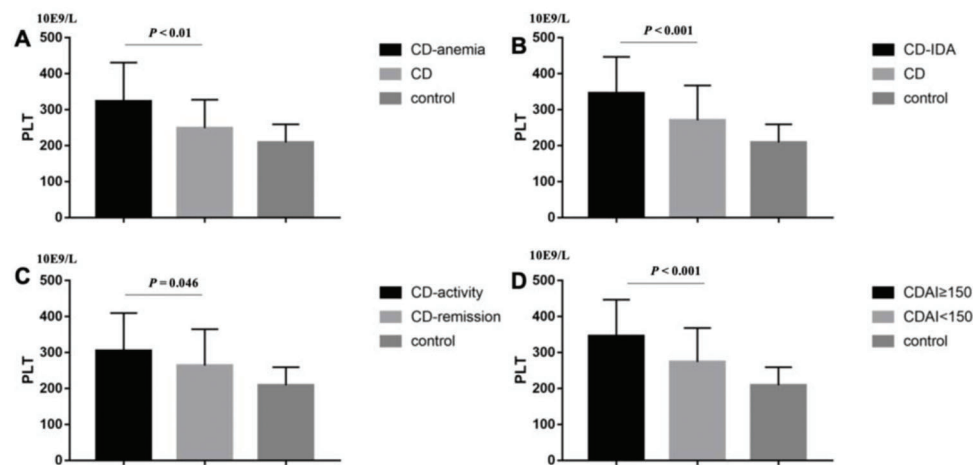 A
10E9/L
P < 0.01
500
400
300
200
100
0
PLT
CD-anemia
CD
control
B
10E9/L
P < 0.001
500
400
300
200
100
0
PLT
CD-IDA
CD
control
C
10E9/L
P = 0.046
500
400
300
200
100
0
PLT
CD-activity
CD-remission
control
D
10E9/L
P < 0.001
500
400
300
200
100
0
PLT
CDAI≥150
CDAI<150
control